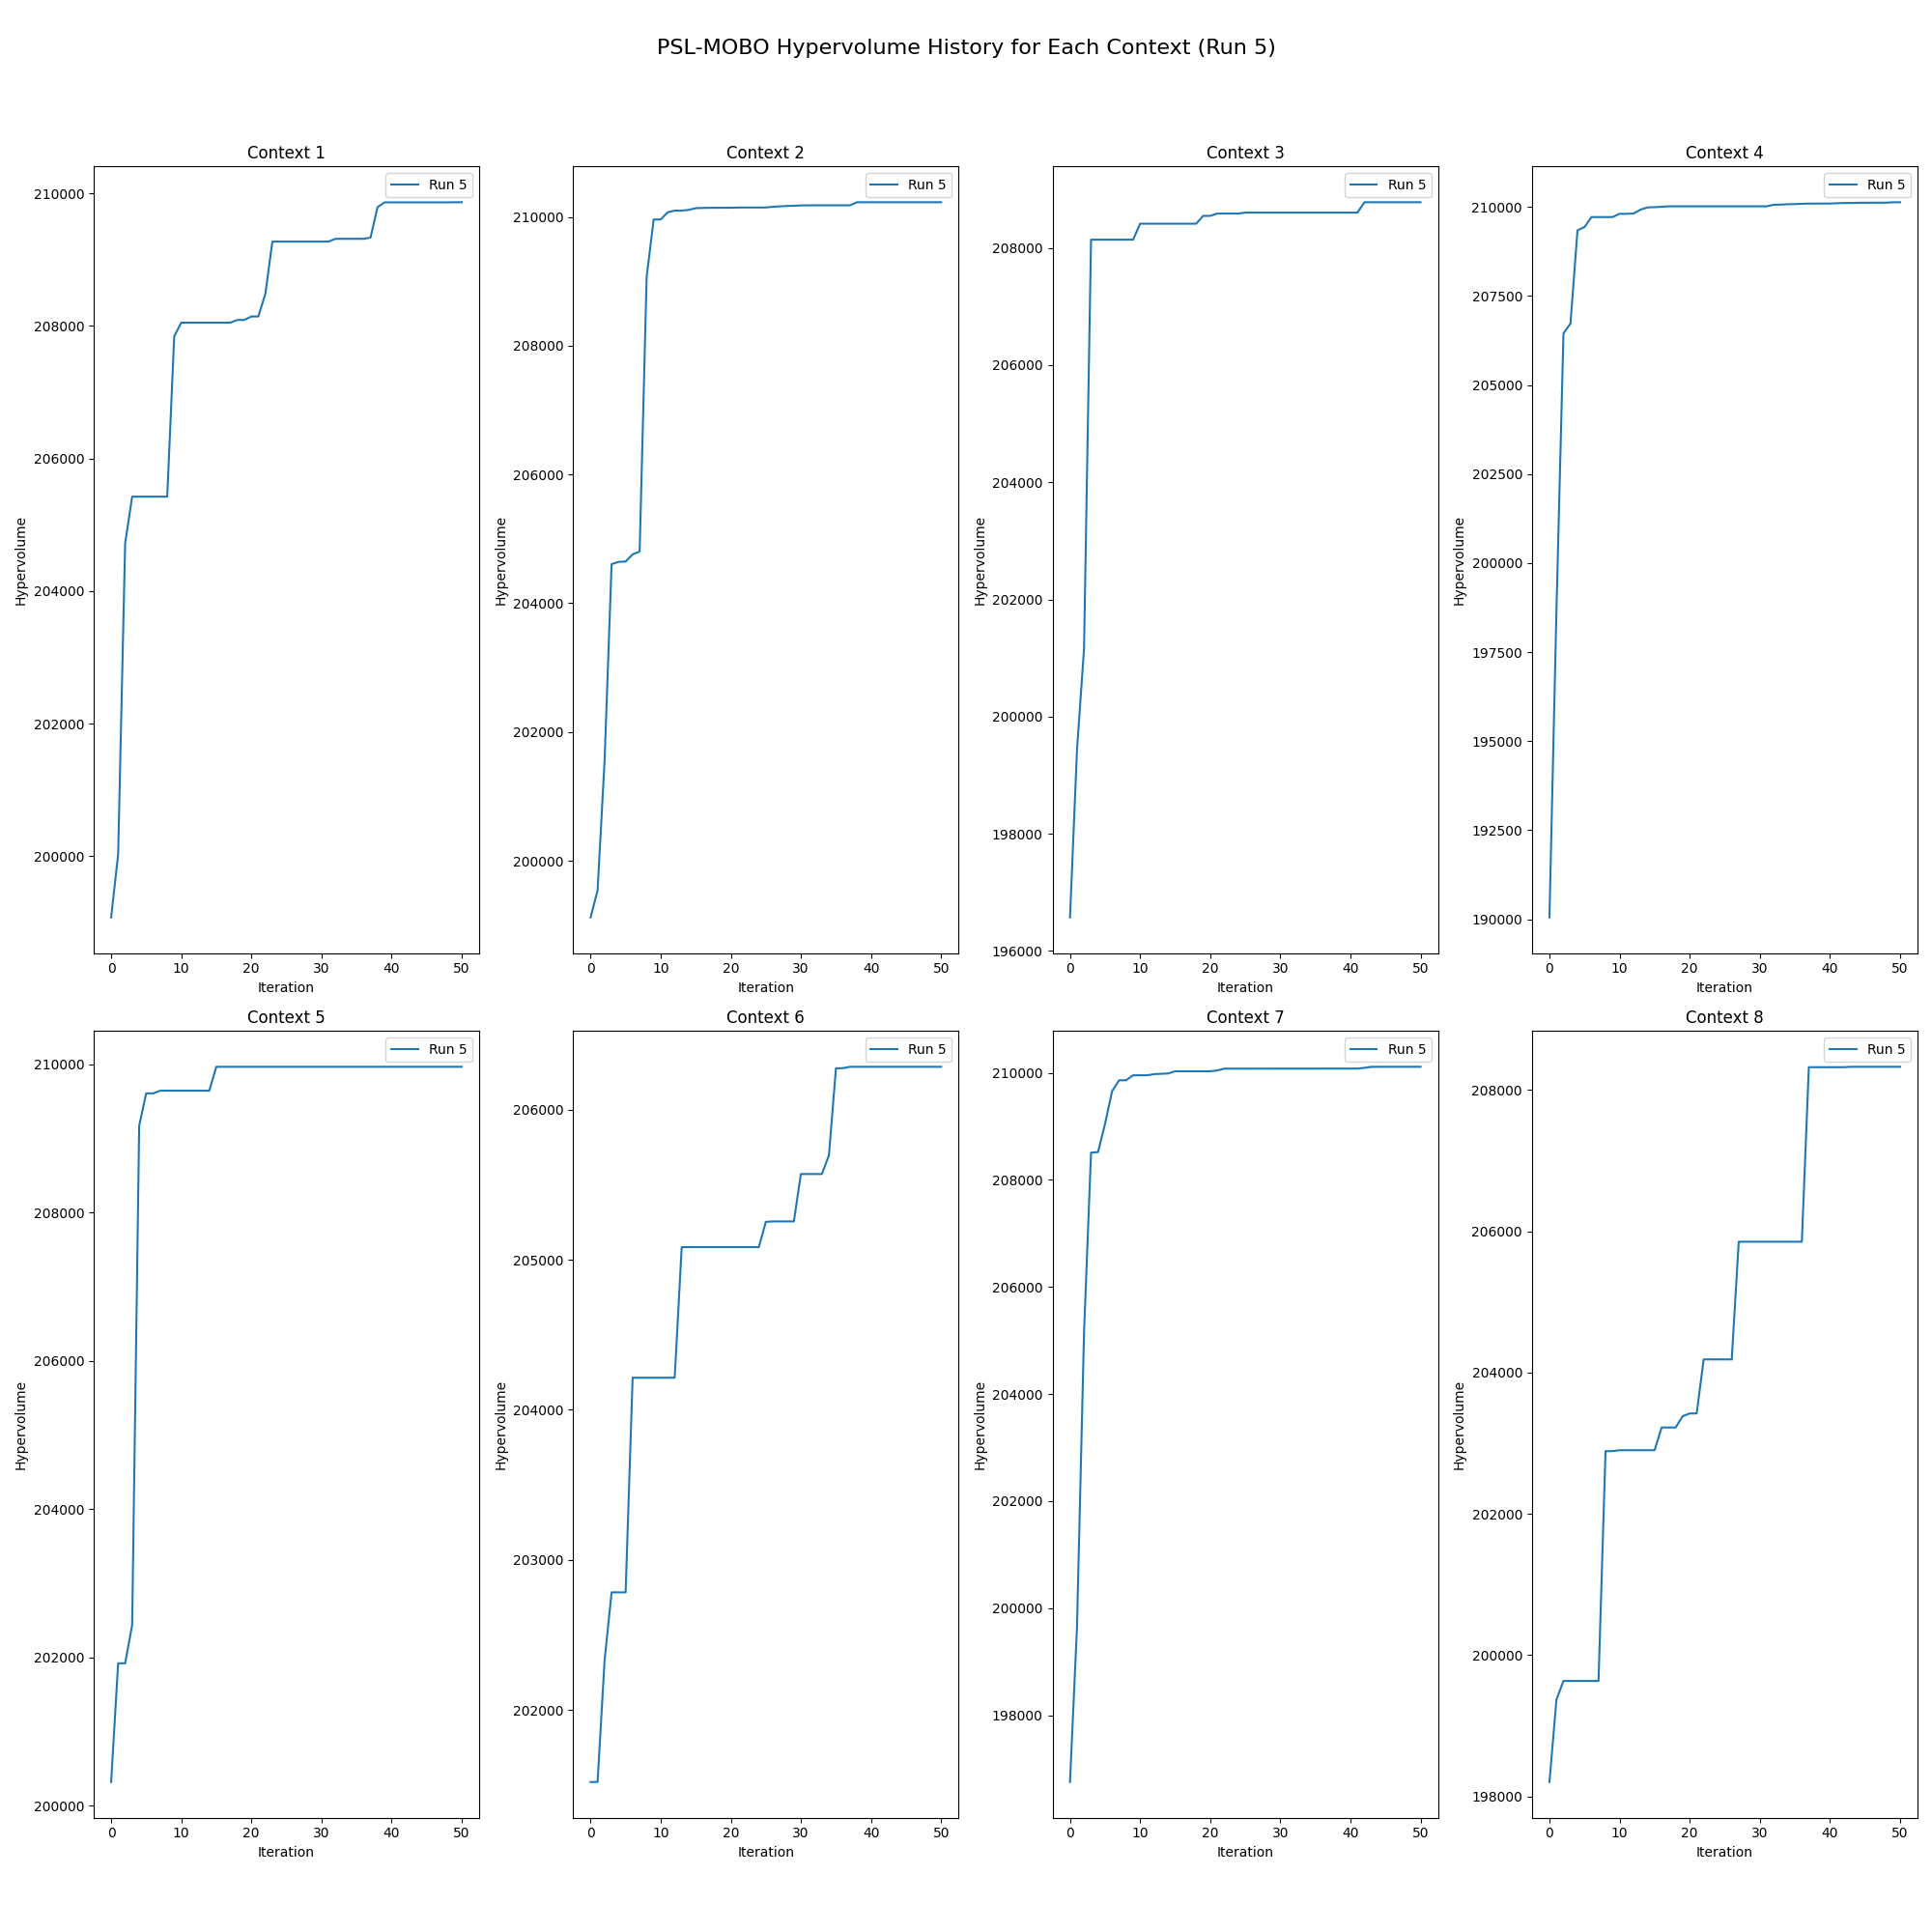 PSL-MOBO Hypervolume History for Each Context (Run 5)
Context 1
Run 5
210000
208000
206000
204000
202000
200000
Hypervolume
0 10 20 30 40 50
Iteration
Context 2
Run 5
210000
208000
206000
204000
202000
200000
Hypervolume
0 10 20 30 40 50
Iteration
Context 3
Run 5
208000
206000
204000
202000
200000
198000
196000
Hypervolume
0 10 20 30 40 50
Iteration
Context 4
Run 5
210000
207500
205000
202500
200000
197500
195000
192500
190000
Hypervolume
0 10 20 30 40 50
Iteration
Context 5
Run 5
210000
208000
206000
204000
202000
200000
Hypervolume
0 10 20 30 40 50
Iteration
Context 6
Run 5
206000
205000
204000
203000
202000
Hypervolume
0 10 20 30 40 50
Iteration
Context 7
Run 5
210000
208000
206000
204000
202000
200000
198000
Hypervolume
0 10 20 30 40 50
Iteration
Context 8
Run 5
208000
206000
204000
202000
200000
198000
Hypervolume
0 10 20 30 40 50
Iteration